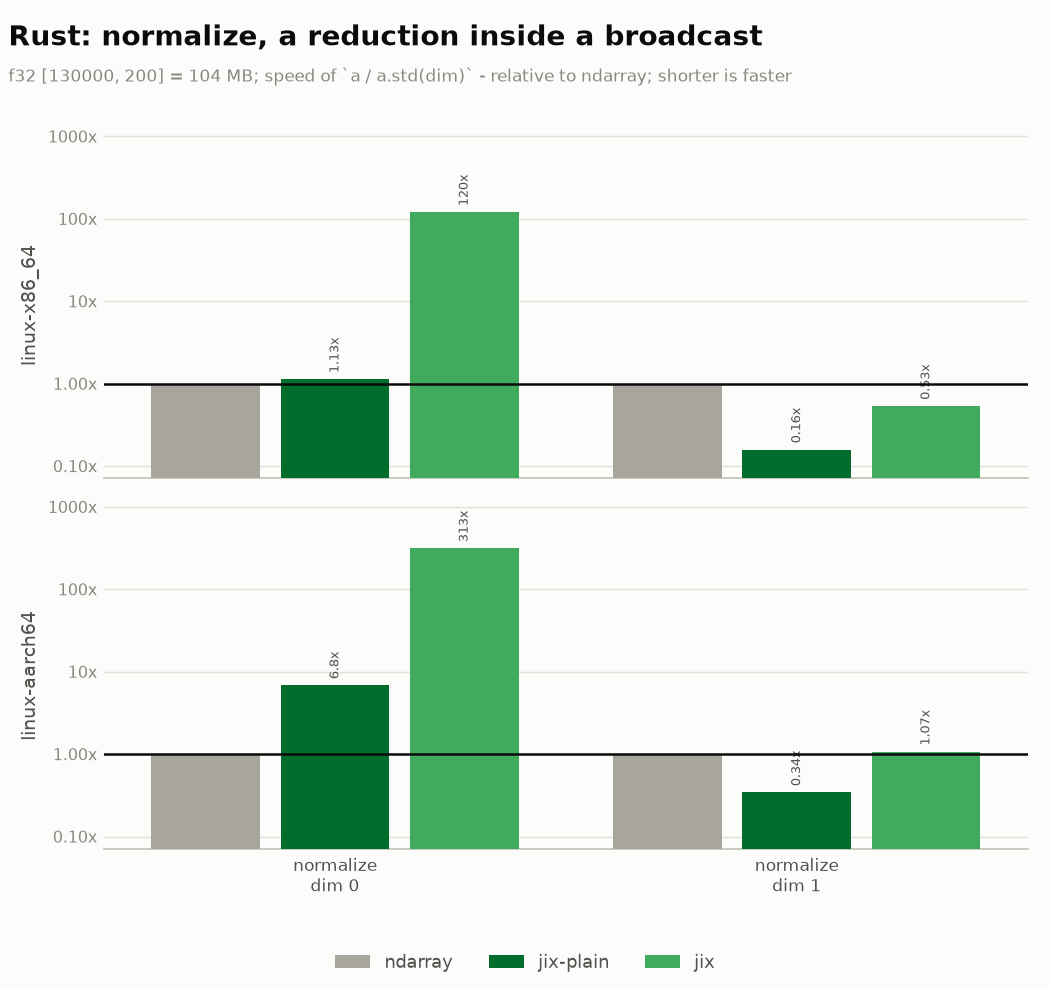 Rust: normalize, a reduction inside a broadcast
f32 [130000, 200] = 104 MB; speed of `a / a.std(dim)` - relative to ndarray; shorter is faster
linux-x86_64
1000x
100x
10x
1.00x
0.10x
1.13x
120x
0.16x
0.53x
linux-aarch64
1000x
100x
10x
1.00x
0.10x
6.8x
313x
0.34x
1.07x
normalize
dim 0
normalize
dim 1
ndarray
jix-plain
jix